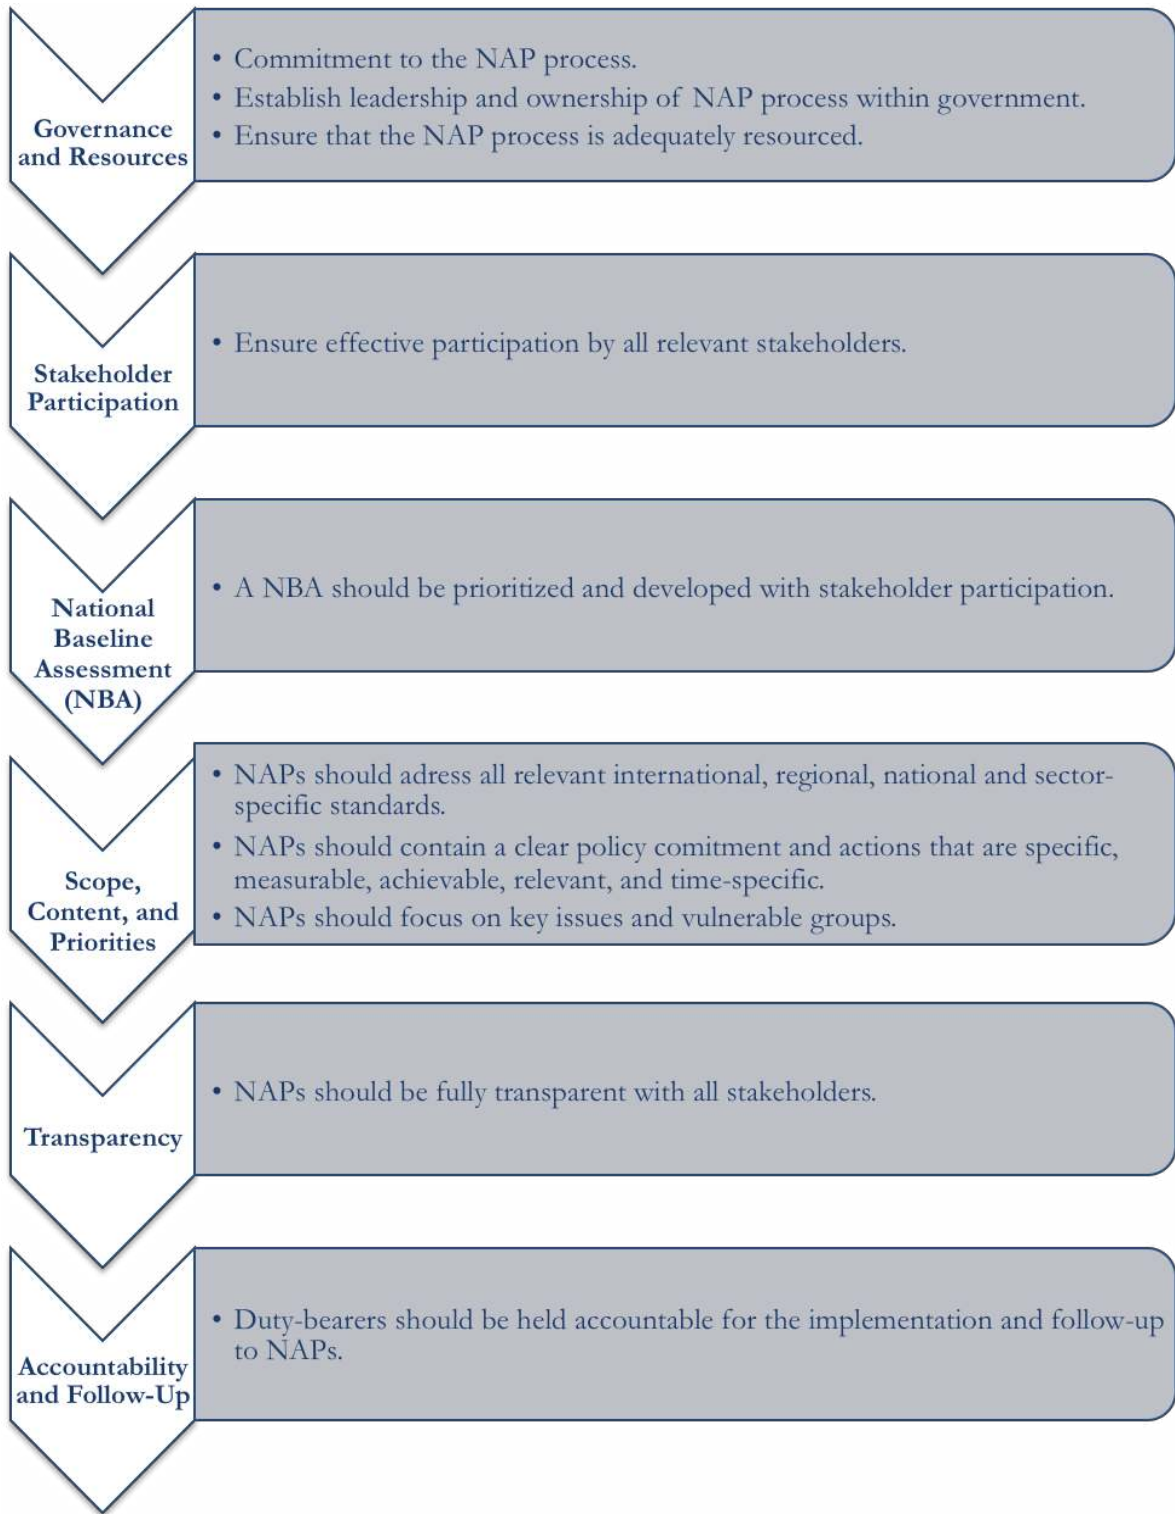 Governance
and Resources
• Commitment to the NAP process.
• Establish leadership and ownership of NAP process within government.
• Ensure that the NAP process is adequately resourced.
Stakeholder
Participation
• Ensure effective participation by all relevant stakeholders.
National
Baseline
Assessment
(NBA)
• A NBA should be prioritized and developed with stakeholder participation.
Scope,
Content, and
Priorities
• NAPs should adress all relevant international, regional, national and sector-
specific standards.
• NAPs should contain a clear policy comitment and actions that are specific,
measurable, achievable, relevant, and time-specific.
• NAPs should focus on key issues and vulnerable groups.
Transparency
• NAPs should be fully transparent with all stakeholders.
Accountability
and Follow-Up
• Duty-bearers should be held accountable for the implementation and follow-up
to NAPs.